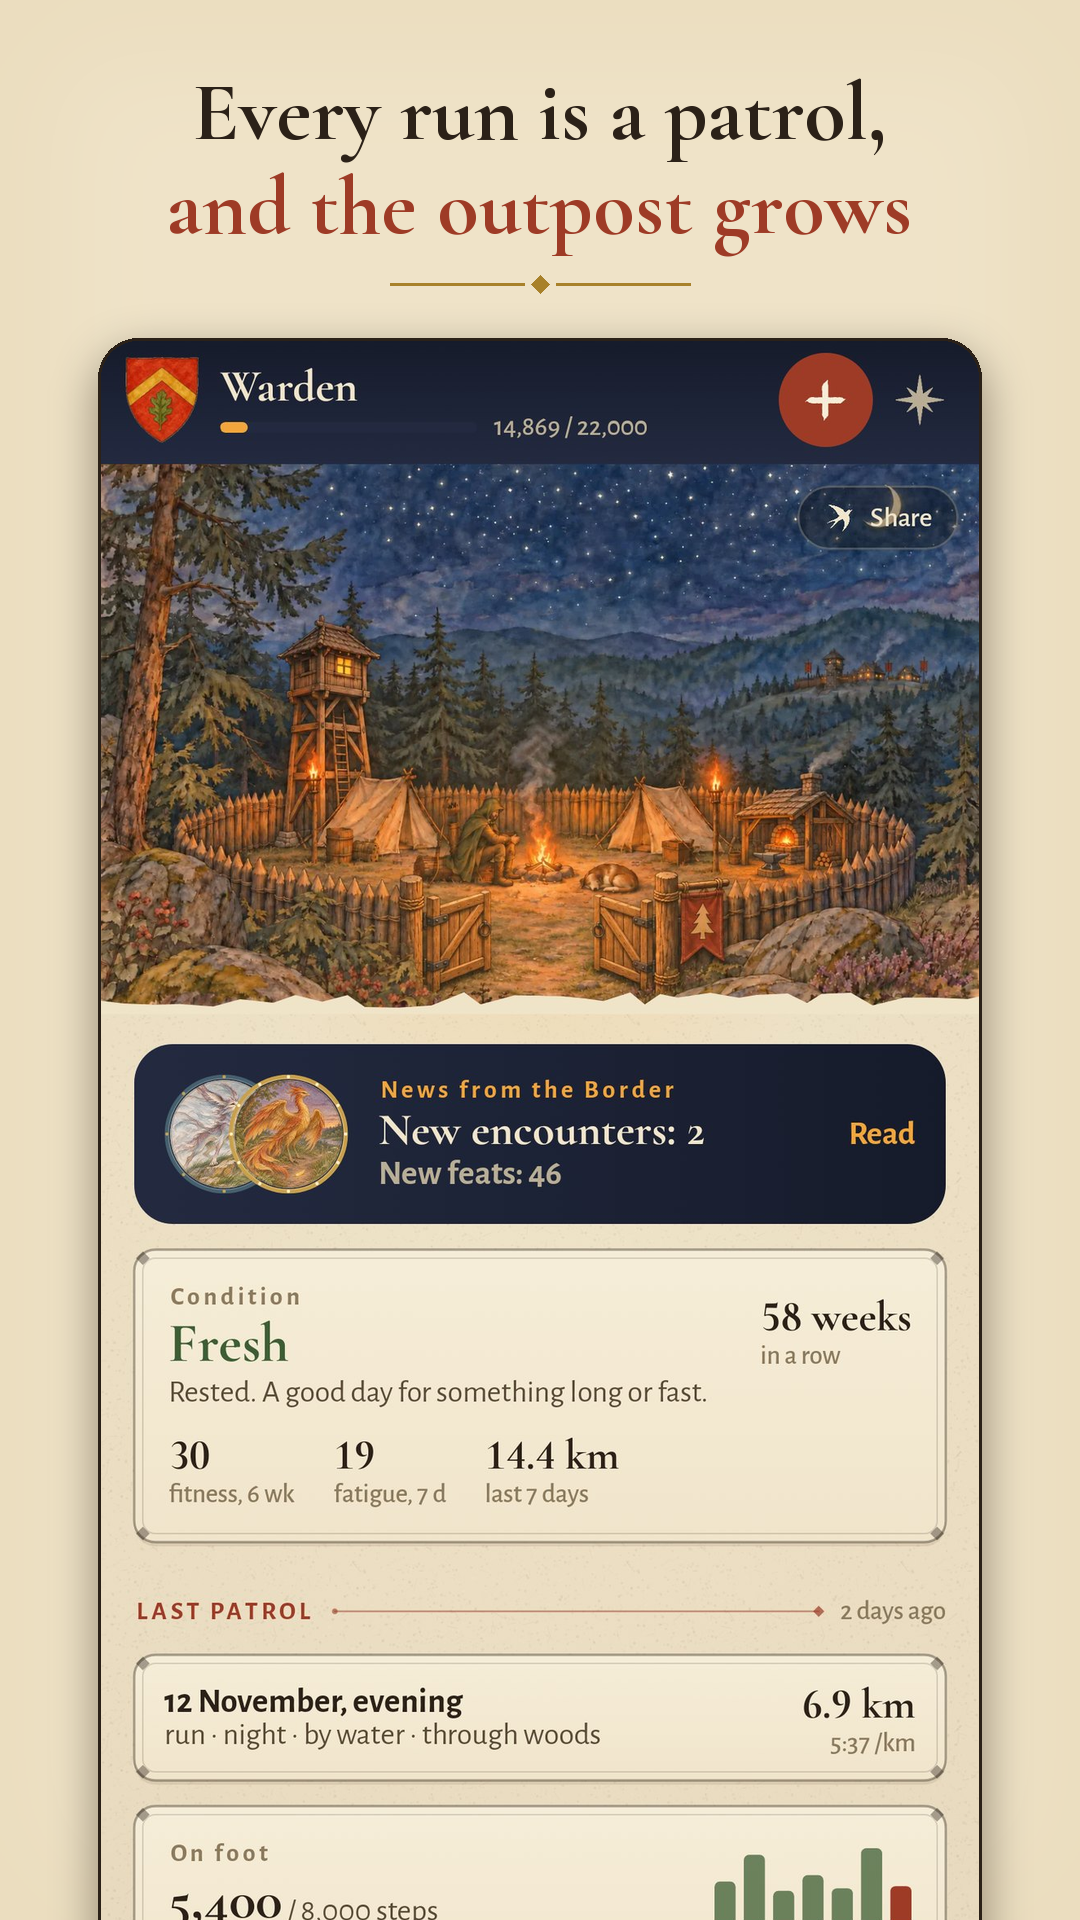 Every run is a patrol,
and the outpost grows
Warden
14,869 / 22,000
Share
News from the Border
New encounters: 2
New feats: 46
Read
Condition
Fresh
58 weeks
in a row
Rested. A good day for something long or fast.
30
fitness, 6 wk
19
fatigue, 7 d
14.4 km
last 7 days
LAST PATROL
2 days ago
12 November, evening
run · night · by water · through woods
6.9 km
5:37 /km
On foot
5,400 / 8,000 steps